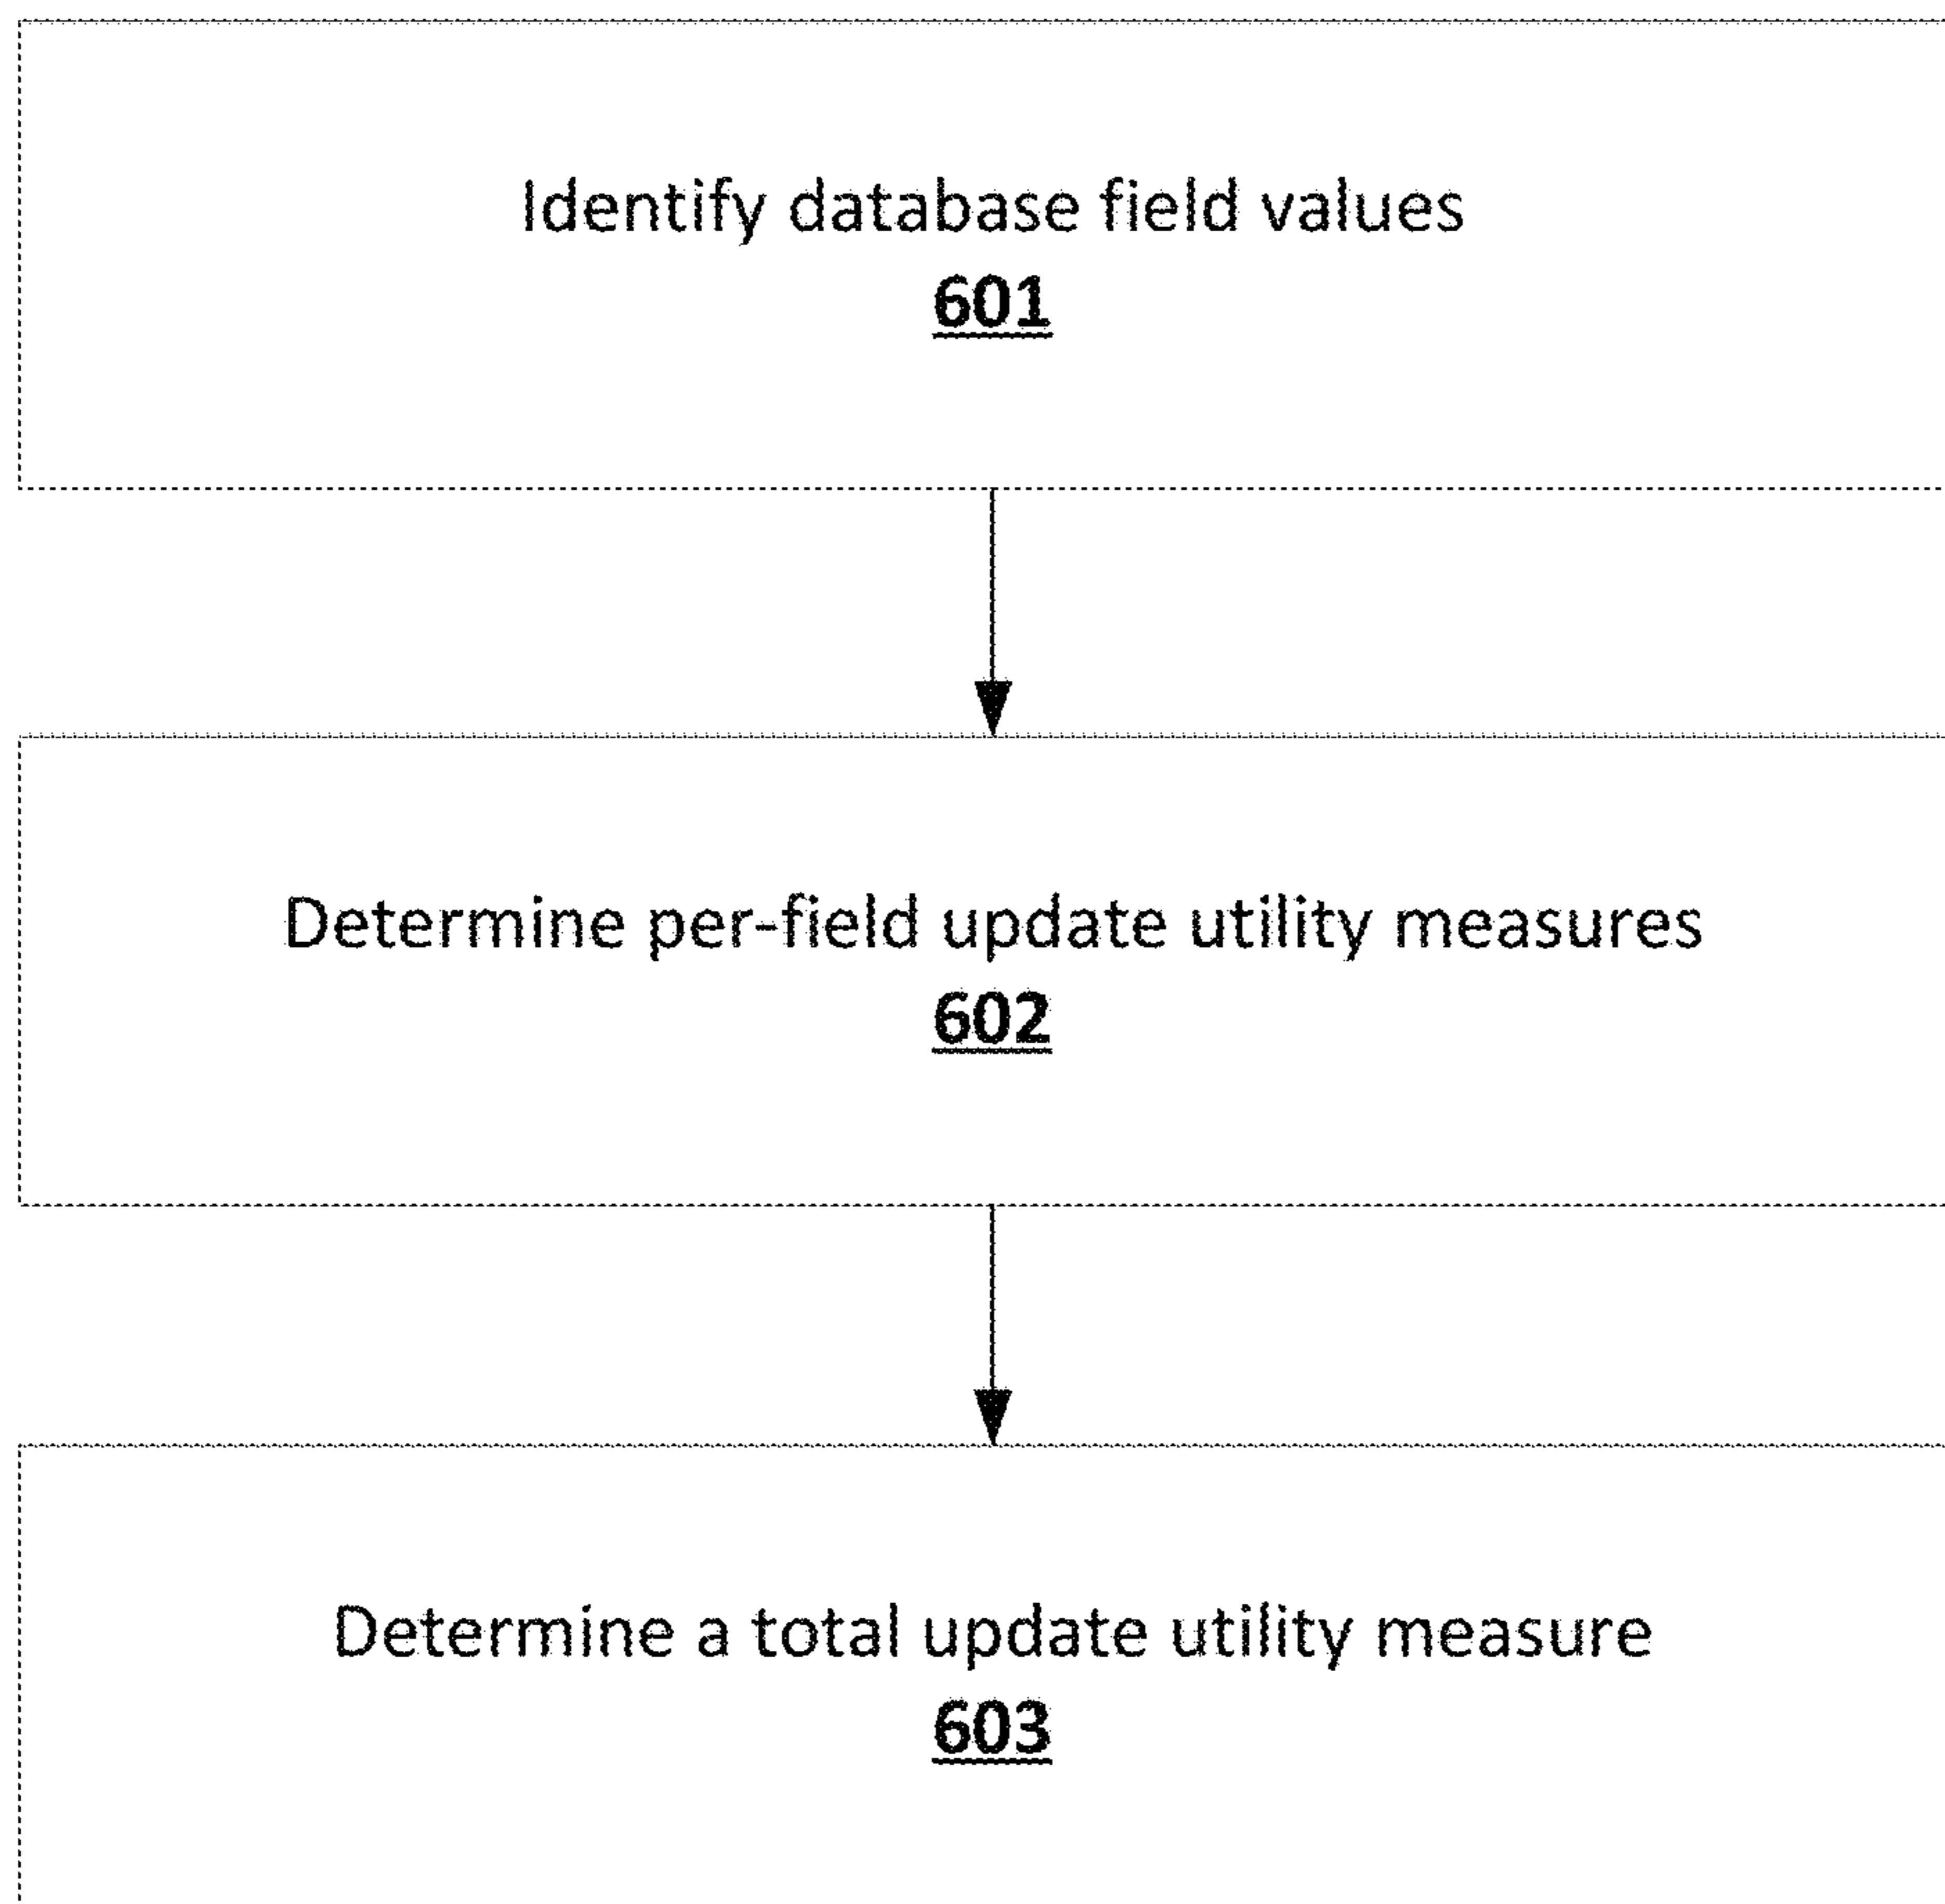 Identify database field values
601
Determine per-field update utility measures
602
Determine a total update utility measure
603